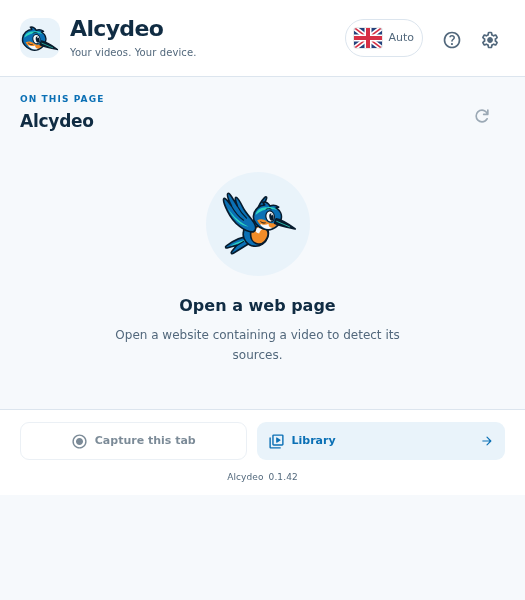 Alcydeo
Your videos. Your device.
Auto
ON THIS PAGE
Alcydeo
Open a web page
Open a website containing a video to detect its
sources.
Capture this tab
Library
Alcydeo 0.1.42